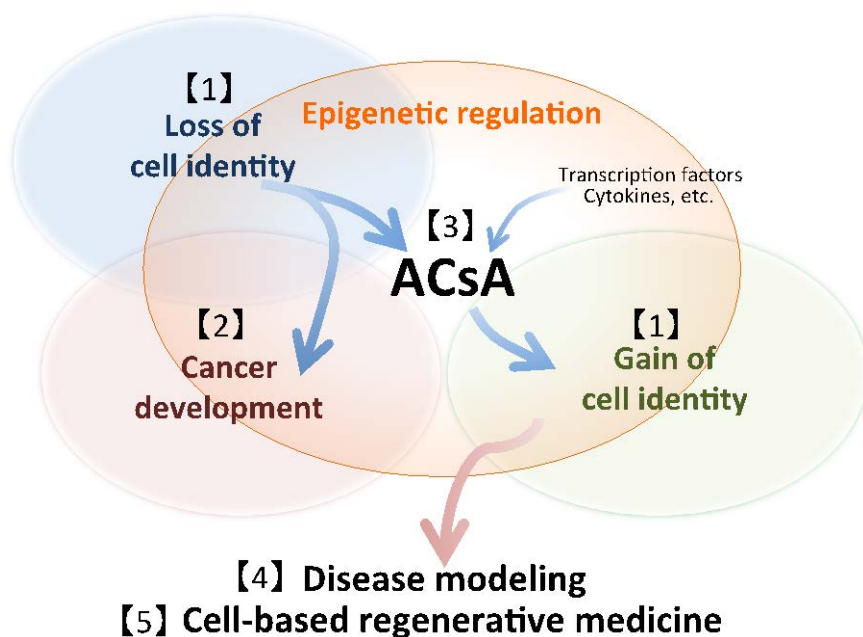 【1】
Loss of
cell identity
Epigenetic regulation
Transcription factors
Cytokines, etc.
【3】
ACsA
【2】
Cancer
development
【1】
Gain of
cell identity
【4】 Disease modeling
【5】 Cell-based regenerative medicine